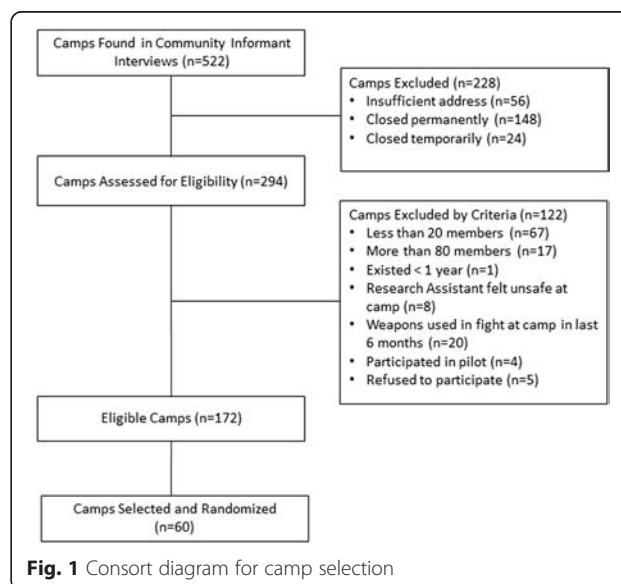 Camps Found in Community Informant
Interviews (n=522)
Camps Excluded (n=228)
• Insufficient address (n=56)
• Closed permanently (n=148)
• Closed temporarily (n=24)
Camps Assessed for Eligibility (n=294)
Camps Excluded by Criteria (n=122)
• Less than 20 members (n=67)
• More than 80 members (n=17)
• Existed < 1 year (n=1)
• Research Assistant felt unsafe at
camp (n=8)
• Weapons used in fight at camp in last
6 months (n=20)
• Participated in pilot (n=4)
• Refused to participate (n=5)
Eligible Camps (n=172)
Camps Selected and Randomized
(n=60)
Fig. 1 Consort diagram for camp selection